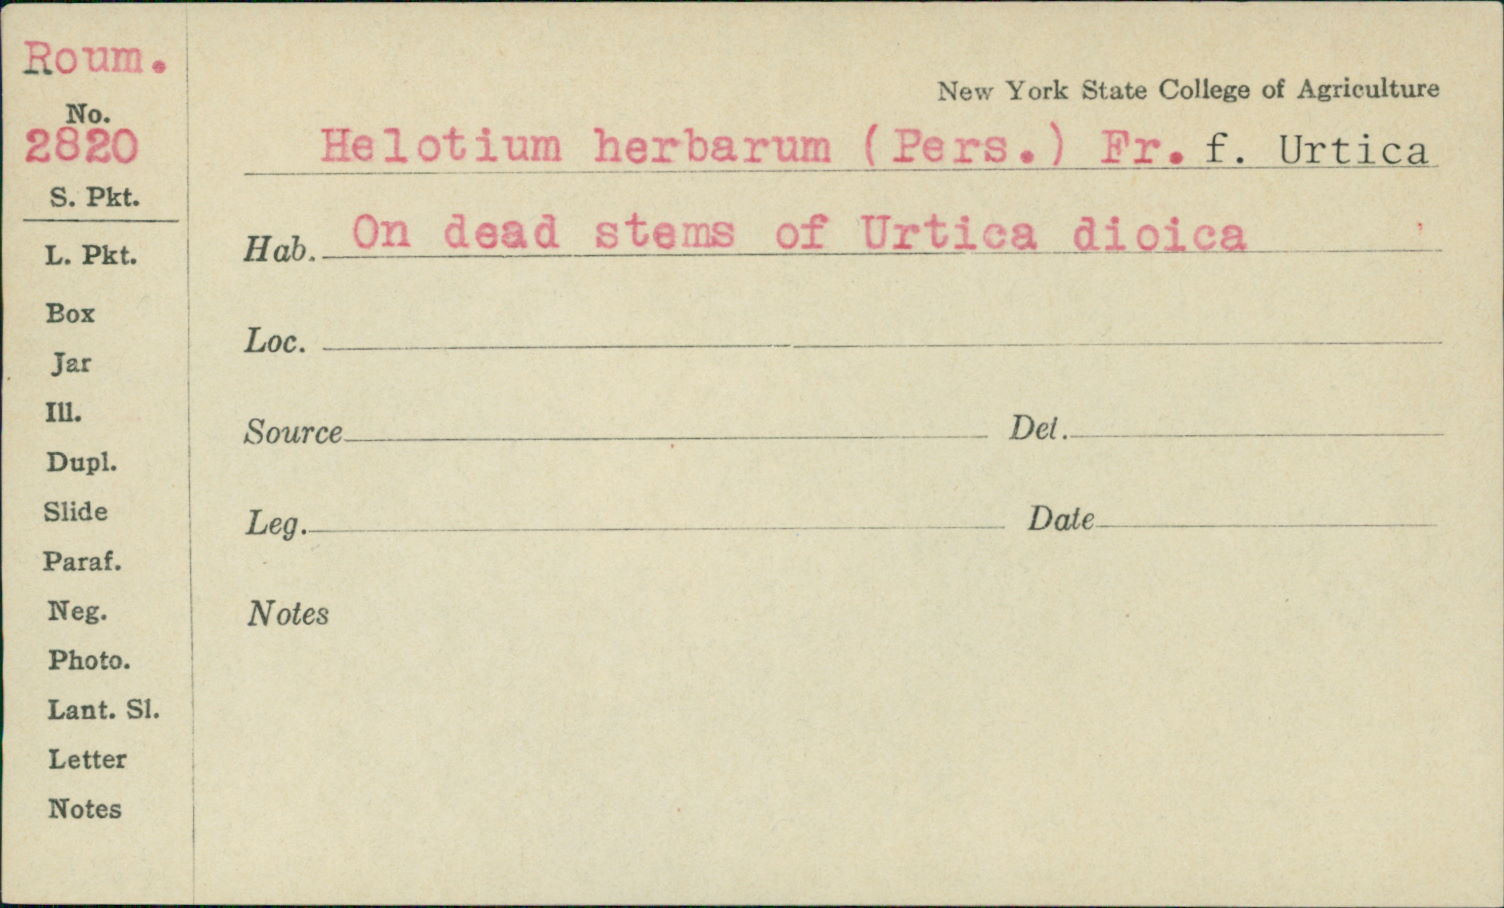 Roum.
No.
2820
S. Pkt.
L. Pkt.
Box
Jar
Ill.
Dupl.
Slide
Paraf.
Neg.
Photo.
Lant. Sl.
Letter
Notes
New York State College of Agriculture
Helotium herbarum (Pers.) Fr. f. Urtica
Hab. On dead stems of Urtica dioica
Loc.
Source Det.
Leg. Date
Notes